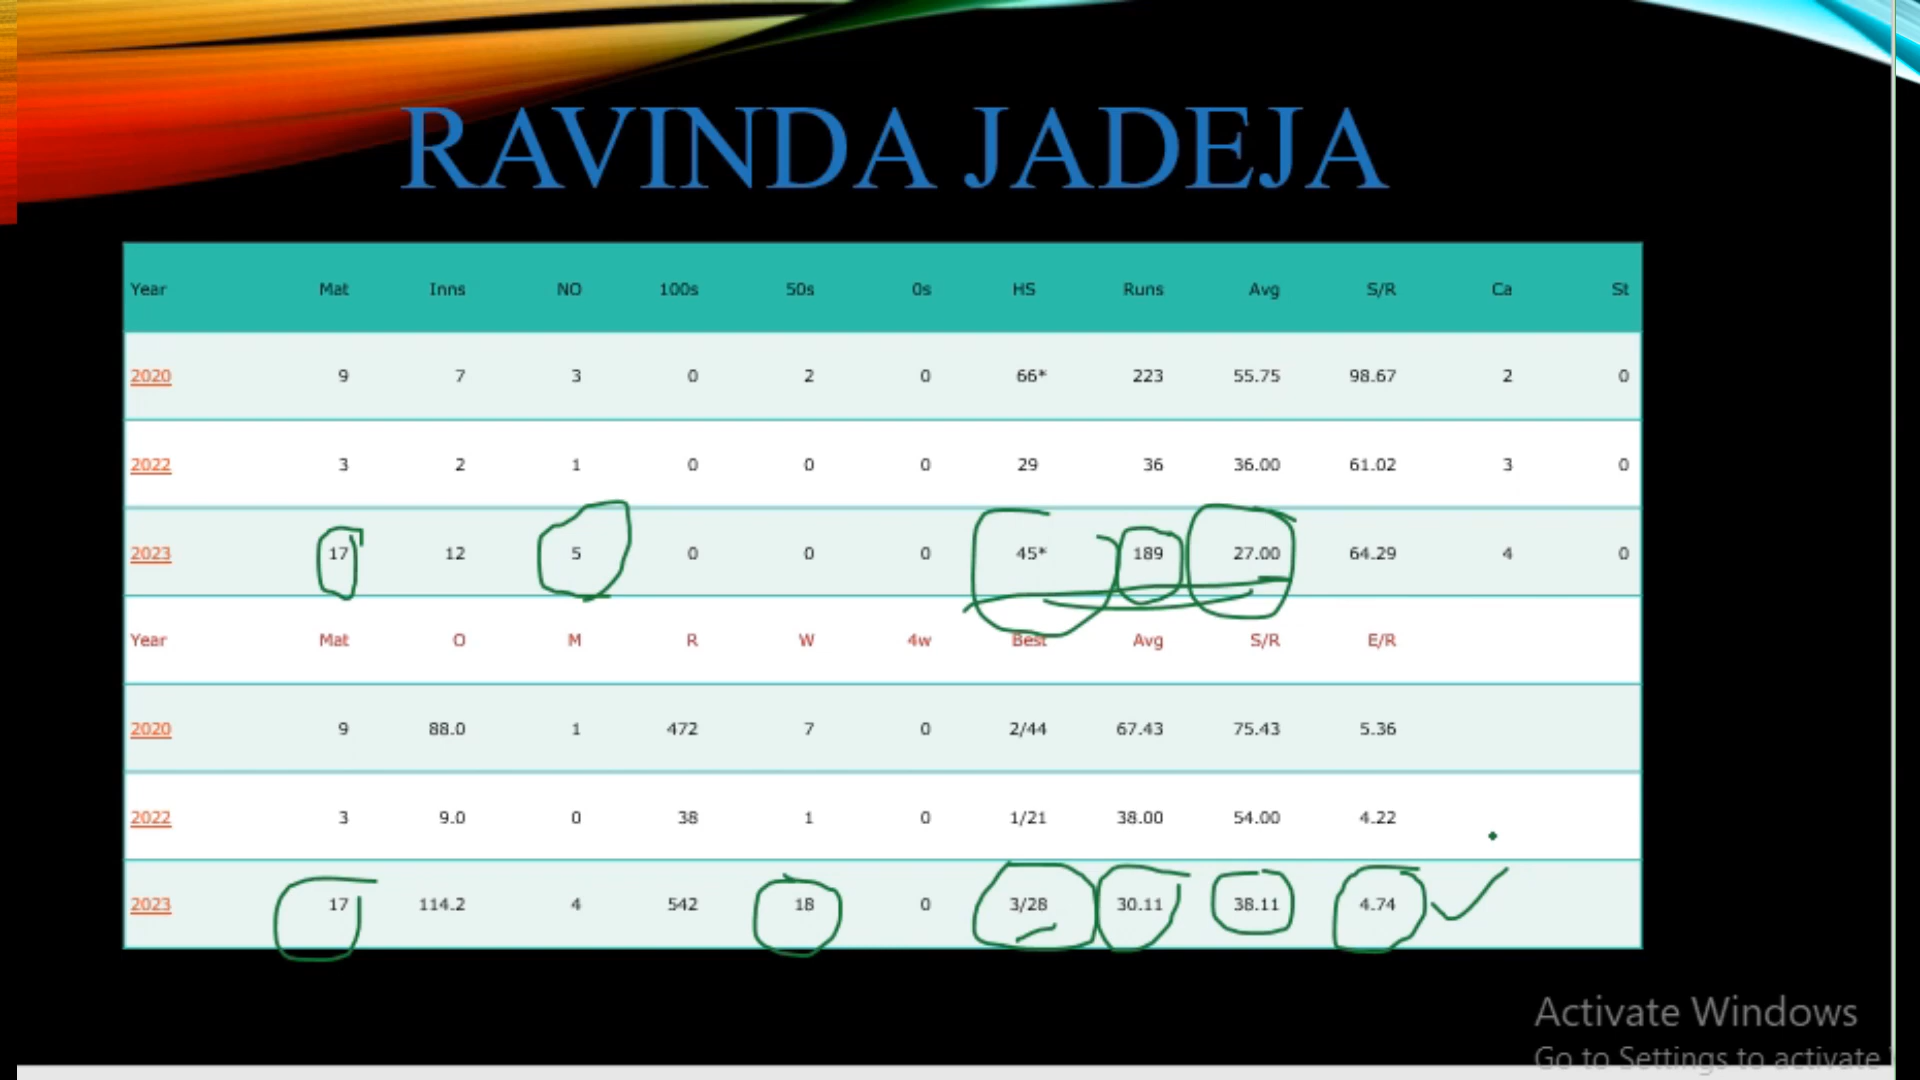 RAVINDA JADEJA
Year Mat Inns NO 100s 50s 0s HS Runs Avg S/R Ca St
2020 9 7 3 0 2 0 66* 223 55.75 98.67 2 0
2022 3 2 1 0 0 0 29 36 36.00 61.02 3 0
2023 17 12 5 0 0 0 45* 189 27.00 64.29 4 0
Year Mat O M R W 4w Best Avg S/R E/R
2020 9 88.0 1 472 7 0 2/44 67.43 75.43 5.36
2022 3 9.0 0 38 1 0 1/21 38.00 54.00 4.22
2023 17 114.2 4 542 18 0 3/28 30.11 38.11 4.74
Activate Windows
Go to Settings to activate